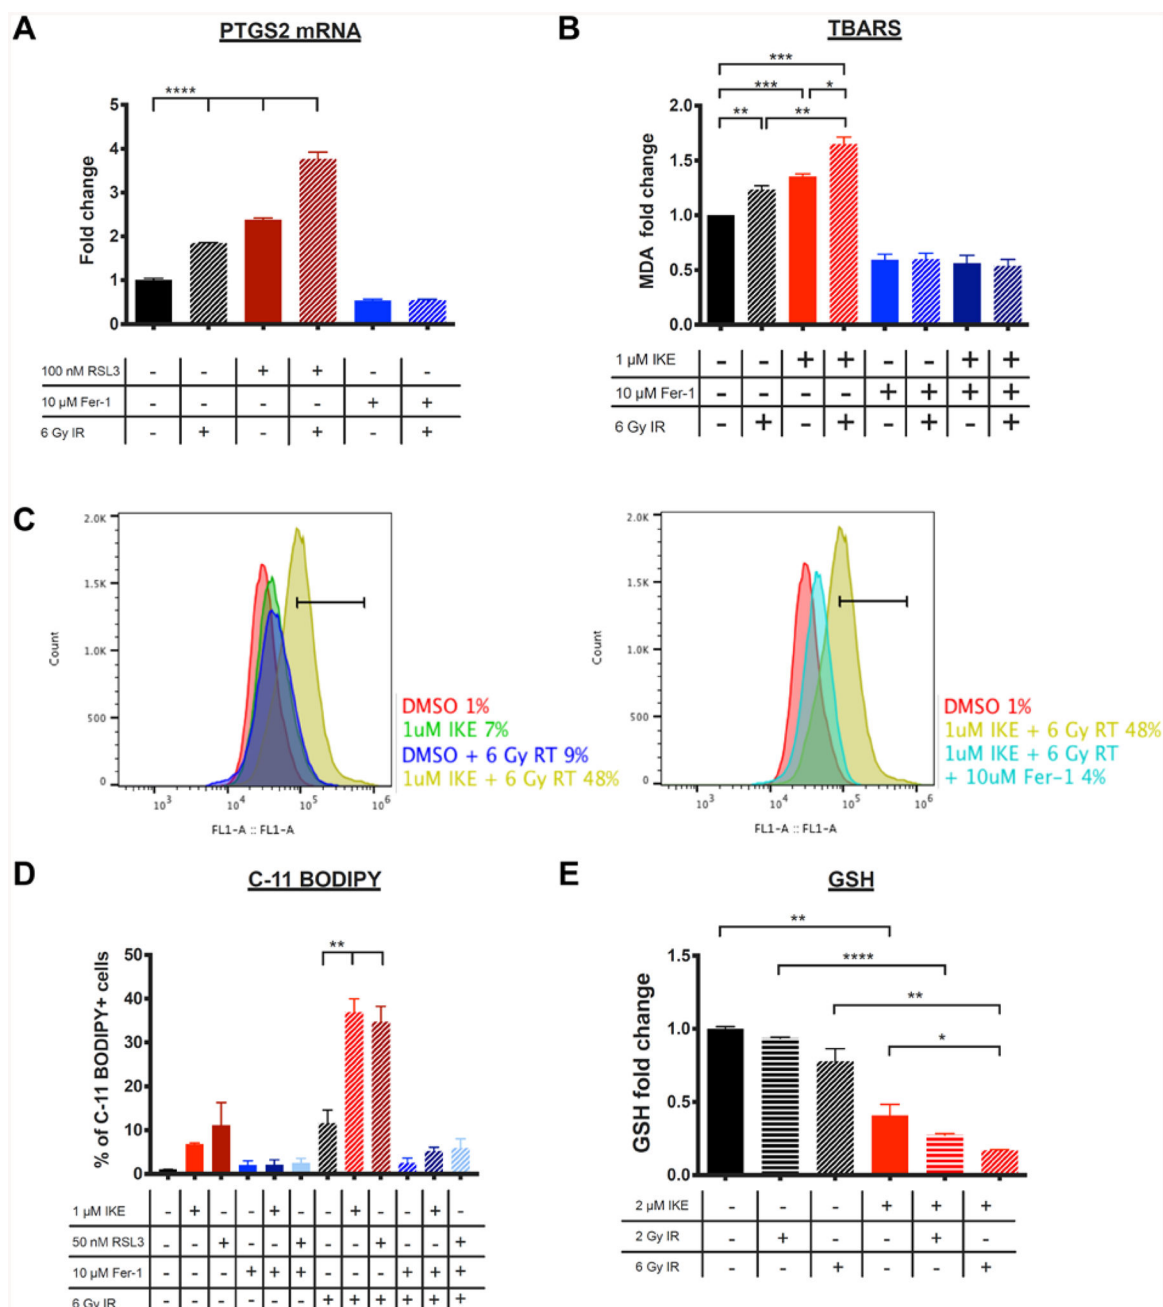 A
PTGS2 mRNA
****
Fold change
5
4
3
2
1
0
100 nM RSL3 - - + + - -
10 µM Fer-1 - - - - + +
6 Gy IR - + - + - +
B
TBARS
***
*** *
** **
MDA fold change
2.0
1.5
1.0
0.5
0.0
1 µM IKE - - + + - - + +
10 µM Fer-1 - - - - + + + +
6 Gy IR - + - + - + - +
C
Count
2.0K
1.5K
1.0K
500
0
10³ 10⁴ 10⁵ 10⁶
FL1-A :: FL1-A
DMSO 1%
1uM IKE 7%
DMSO + 6 Gy RT 9%
1uM IKE + 6 Gy RT 48%
Count
2.0K
1.5K
1.0K
500
0
10³ 10⁴ 10⁵ 10⁶
FL1-A :: FL1-A
DMSO 1%
1uM IKE + 6 Gy RT 48%
1uM IKE + 6 Gy RT
+ 10uM Fer-1 4%
D
C-11 BODIPY
**
% of C-11 BODIPY+ cells
50
40
30
20
10
0
1 µM IKE - + - - + - - + - - + -
50 nM RSL3 - - + - - + - - + - - +
10 µM Fer-1 - - - + + + - - - + + +
6 Gy IR - - - - - - + + + + + +
E
GSH
**
****
**
*
GSH fold change
1.5
1.0
0.5
0.0
2 µM IKE - - - + + +
2 Gy IR - + - - + -
6 Gy IR - - + - - +